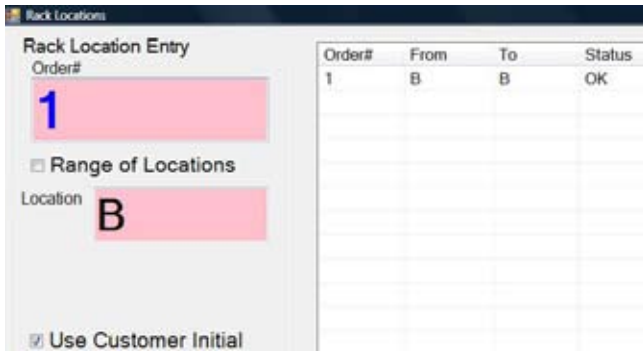 Rack Locations
Rack Location Entry
Order#
1
Range of Locations
Location
B
Use Customer Initial
Order# From To Status
1 B B OK